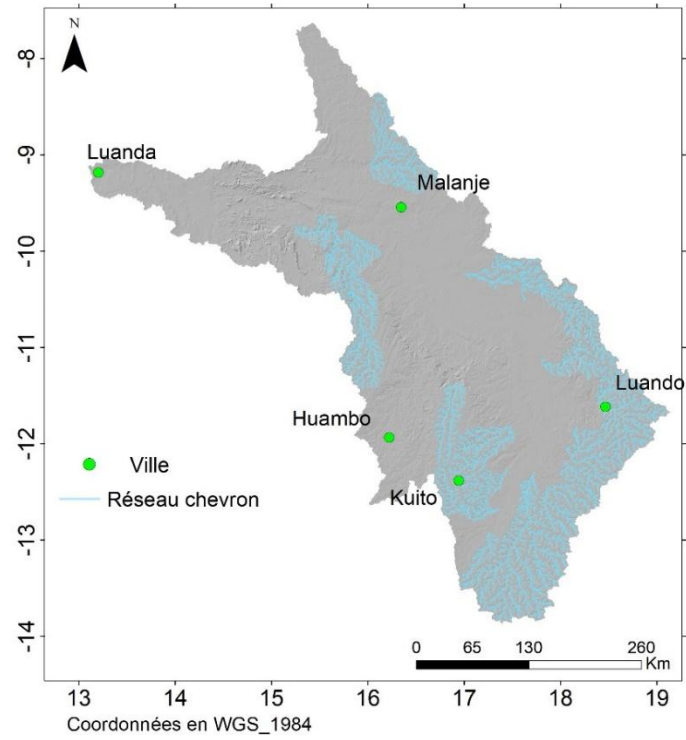 N
-8
-9
-10
-11
-12
-13
-14
Luanda
Malanje
Luando
Huambo
Kuito
Ville
Réseau chevron
0 65 130 260
Km
13 14 15 16 17 18 19
Coordonnées en WGS_1984